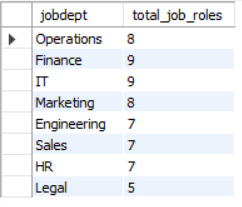 jobdept total_job_roles
Operations 8
Finance 9
IT 9
Marketing 8
Engineering 7
Sales 7
HR 7
Legal 5